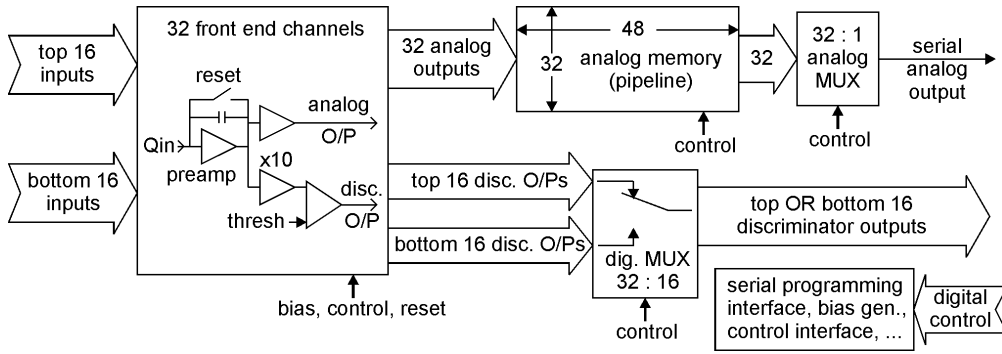 top 16
inputs
bottom 16
inputs
32 front end channels
reset
analog
O/P
Qin
preamp
x10
disc.
O/P
thresh
bias, control, reset
32 analog
outputs
48
32
analog memory
(pipeline)
control
32
32 : 1
analog
MUX
control
serial
analog
output
top 16 disc. O/Ps
bottom 16 disc. O/Ps
dig. MUX
32 : 16
control
top OR bottom 16
discriminator outputs
serial programming
interface, bias gen.,
control interface, ...
digital
control